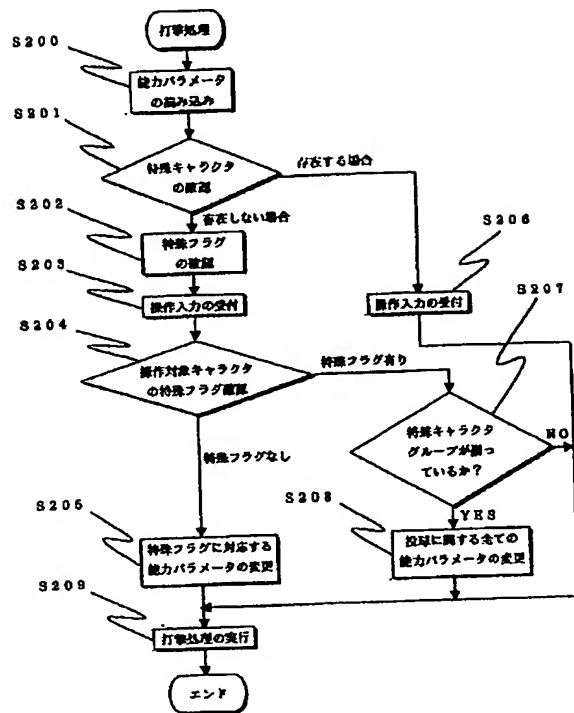 打撃処理
S200
能力パラメータ
の読み込み
S201
特殊キャラクタ
の確認
存在する場合
存在しない場合
S202
特殊フラグ
の確認
S203
操作入力の受付
S206
操作入力の受付
S204
操作対象キャラクタ
の特殊フラグ確認
特殊フラグ有り
S207
特殊キャラクタ
グループが揃っ
ているか?
NO
特殊フラグなし
YES
S205
特殊フラグに対応する
能力パラメータの変更
S208
投球に関する全ての
能力パラメータの変更
S209
打撃処理の実行
エンド